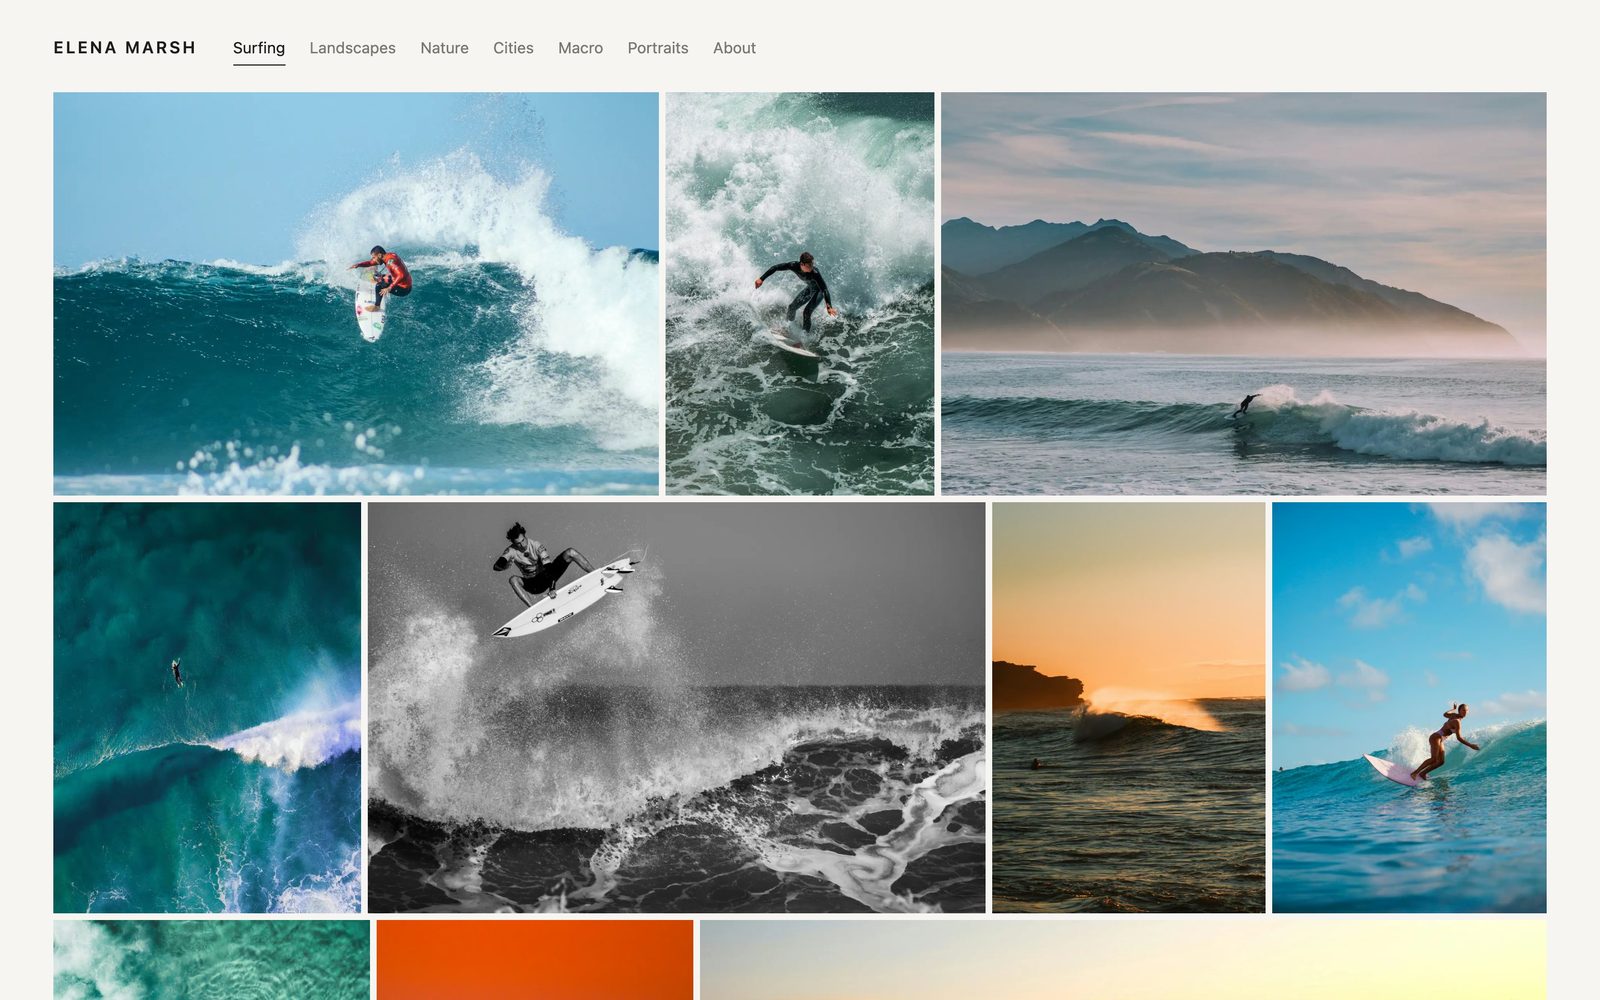 ELENA MARSH
Surfing
Landscapes
Nature
Cities
Macro
Portraits
About